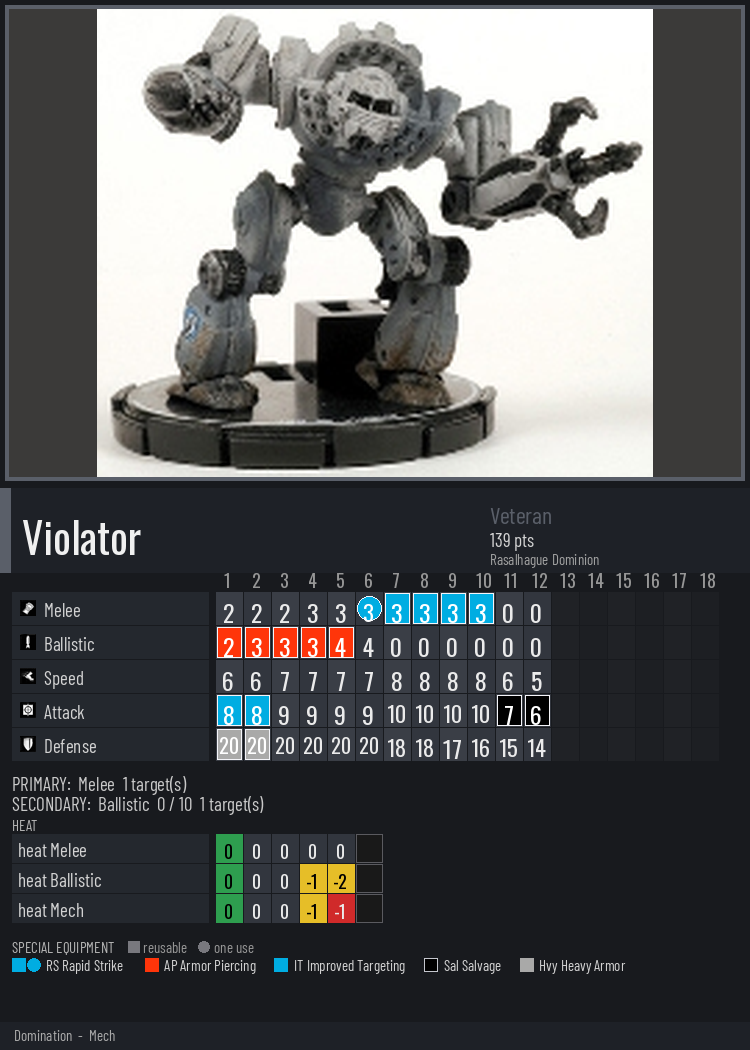 Violator
Veteran
139 pts
Rasalhague Dominion
1 2 3 4 5 6 7 8 9 10 11 12 13 14 15 16 17 18
Melee 2 2 2 3 3 3 3 3 3 3 0 0
Ballistic 2 3 3 3 4 4 0 0 0 0 0 0
Speed 6 6 7 7 7 7 8 8 8 8 6 5
Attack 8 8 9 9 9 9 10 10 10 10 7 6
Defense 20 20 20 20 20 20 18 18 17 16 15 14
PRIMARY: Melee 1 target(s)
SECONDARY: Ballistic 0 / 10 1 target(s)
HEAT
heat Melee 0 0 0 0 0
heat Ballistic 0 0 0 -1 -2
heat Mech 0 0 0 -1 -1
SPECIAL EQUIPMENT reusable one use
RS Rapid Strike AP Armor Piercing IT Improved Targeting Sal Salvage Hvy Heavy Armor
Domination - Mech